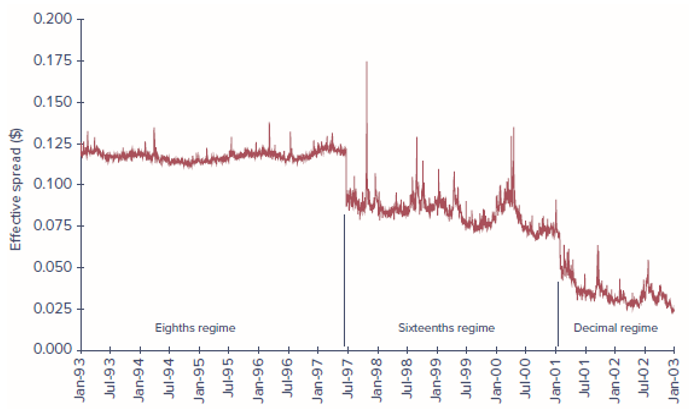 Effective spread ($)
0.200
0.175
0.150
0.125
0.100
0.075
0.050
0.025
0.000
Eighths regime
Sixteenths regime
Decimal regime
Jan-93
Jul-93
Jan-94
Jul-94
Jan-95
Jul-95
Jan-96
Jul-96
Jan-97
Jul-97
Jan-98
Jul-98
Jan-99
Jul-99
Jan-00
Jul-00
Jan-01
Jul-01
Jan-02
Jul-02
Jan-03